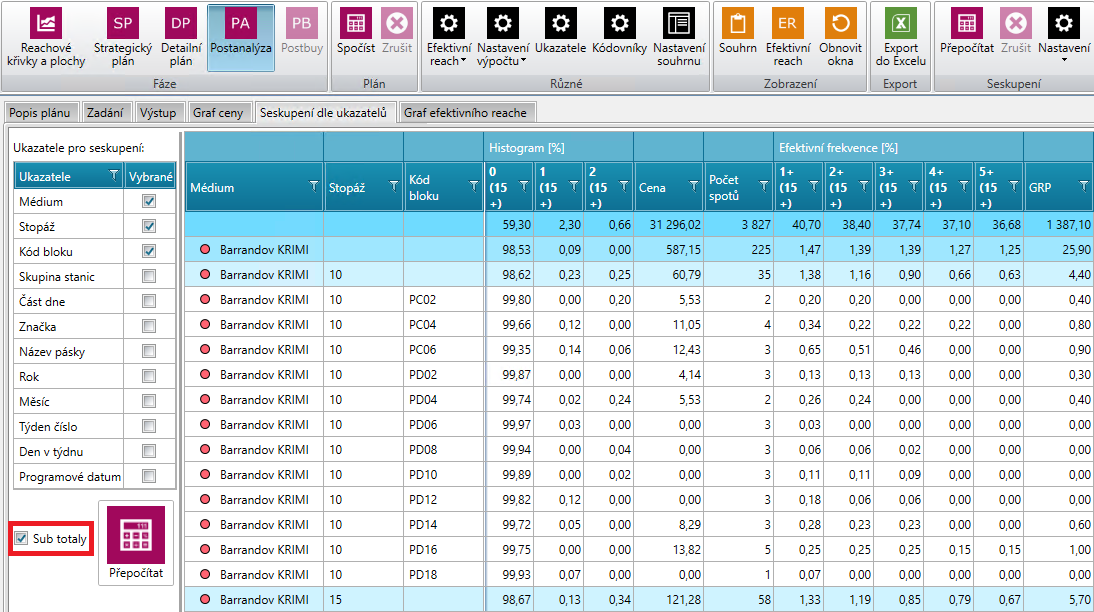 SP DP PA PB ER
Reachové křivky a plochy Strategický plán Detailní plán Postanalýza Postbuy Spočíst Zrušit Efektivní reach Nastavení výpočtu Ukazatele Kódovníky Nastavení souhrnu Souhrn Efektivní reach Obnovit okna Export do Excelu Přepočítat Zrušit Nastavení
Fáze Plán Různé Zobrazení Export Seskupení
Popis plánu Zadání Výstup Graf ceny Seskupení dle ukazatelů Graf efektivního reache
Ukazatele pro seskupení:
Ukazatele Vybrané
Médium
Stopáž
Kód bloku
Skupina stanic
Část dne
Značka
Název pásky
Rok
Měsíc
Týden číslo
Den v týdnu
Programové datum
Sub totaly
Přepočítat
Histogram [%] Efektivní frekvence [%]
Médium Stopáž Kód bloku 0 (15 +) 1 (15 +) 2 (15 +) Cena Počet spotů 1+ (15 +) 2+ (15 +) 3+ (15 +) 4+ (15 +) 5+ (15 +) GRP
59,30 2,30 0,66 31 296,02 3 827 40,70 38,40 37,74 37,10 36,68 1 387,10
Barrandov KRIMI 98,53 0,09 0,00 587,15 225 1,47 1,39 1,39 1,27 1,25 25,90
Barrandov KRIMI 10 98,62 0,23 0,25 60,79 35 1,38 1,16 0,90 0,66 0,63 4,40
Barrandov KRIMI 10 PC02 99,80 0,00 0,20 5,53 2 0,20 0,20 0,00 0,00 0,00 0,40
Barrandov KRIMI 10 PC04 99,66 0,12 0,00 11,05 4 0,34 0,22 0,22 0,22 0,00 0,80
Barrandov KRIMI 10 PC06 99,35 0,14 0,06 12,43 3 0,65 0,51 0,46 0,00 0,00 0,90
Barrandov KRIMI 10 PD02 99,87 0,00 0,00 4,14 3 0,13 0,13 0,13 0,00 0,00 0,30
Barrandov KRIMI 10 PD04 99,74 0,02 0,24 5,53 2 0,26 0,24 0,00 0,00 0,00 0,40
Barrandov KRIMI 10 PD06 99,97 0,03 0,00 0,00 3 0,03 0,00 0,00 0,00 0,00 0,00
Barrandov KRIMI 10 PD08 99,94 0,00 0,04 0,00 3 0,06 0,06 0,02 0,00 0,00 0,00
Barrandov KRIMI 10 PD10 99,89 0,00 0,02 0,00 3 0,11 0,11 0,09 0,00 0,00 0,00
Barrandov KRIMI 10 PD12 99,82 0,12 0,00 0,00 3 0,18 0,06 0,06 0,00 0,00 0,00
Barrandov KRIMI 10 PD14 99,72 0,05 0,00 8,29 3 0,28 0,23 0,23 0,00 0,00 0,60
Barrandov KRIMI 10 PD16 99,75 0,00 0,00 13,82 5 0,25 0,25 0,25 0,15 0,15 1,00
Barrandov KRIMI 10 PD18 99,93 0,07 0,00 0,00 1 0,07 0,00 0,00 0,00 0,00 0,00
Barrandov KRIMI 15 98,67 0,13 0,34 121,28 58 1,33 1,19 0,85 0,79 0,67 5,70